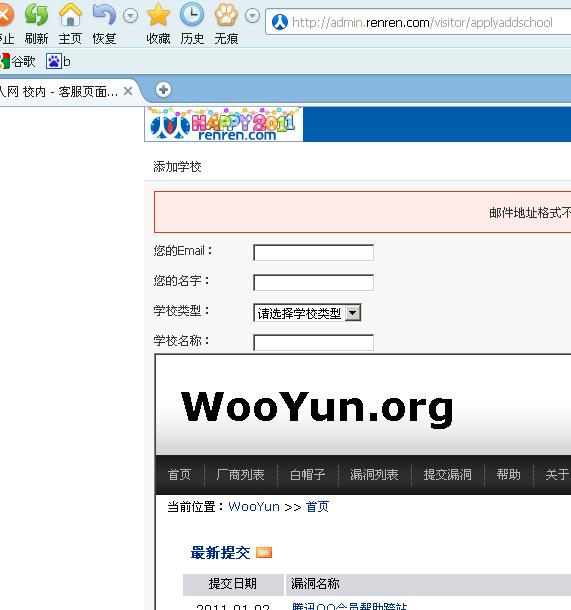 刷新 主页 恢复 收藏 历史 无痕 http://admin.renren.com/visitor/applyaddschool
谷歌 b
人网 校内 - 客服页面...
HAPPY 2011
renren.com
添加学校
邮件地址格式不
您的Email：
您的名字：
学校类型： 请选择学校类型
学校名称：
WooYun.org
首页 厂商列表 白帽子 漏洞列表 提交漏洞 帮助 关于
当前位置：WooYun >> 首页
最新提交
提交日期 漏洞名称
2011-01-02 腾讯QQ会员帮助跨站